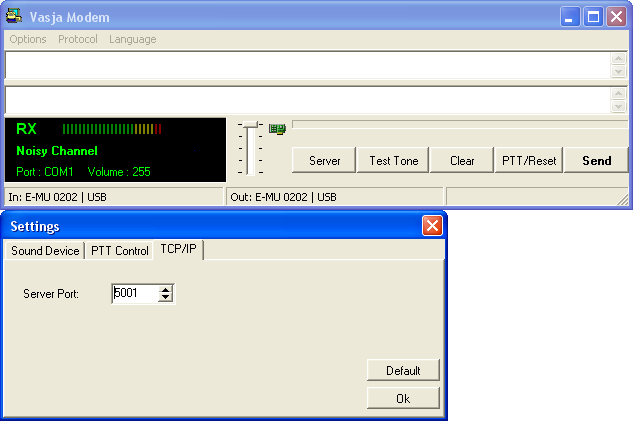 Vasja Modem
Options Protocol Language
RX
Noisy Channel
Port : COM1 Volume : 255
Server Test Tone Clear PTT/Reset Send
In: E-MU 0202 | USB Out: E-MU 0202 | USB
Settings
Sound Device PTT Control TCP/IP
Server Port: 5001
Default
Ok